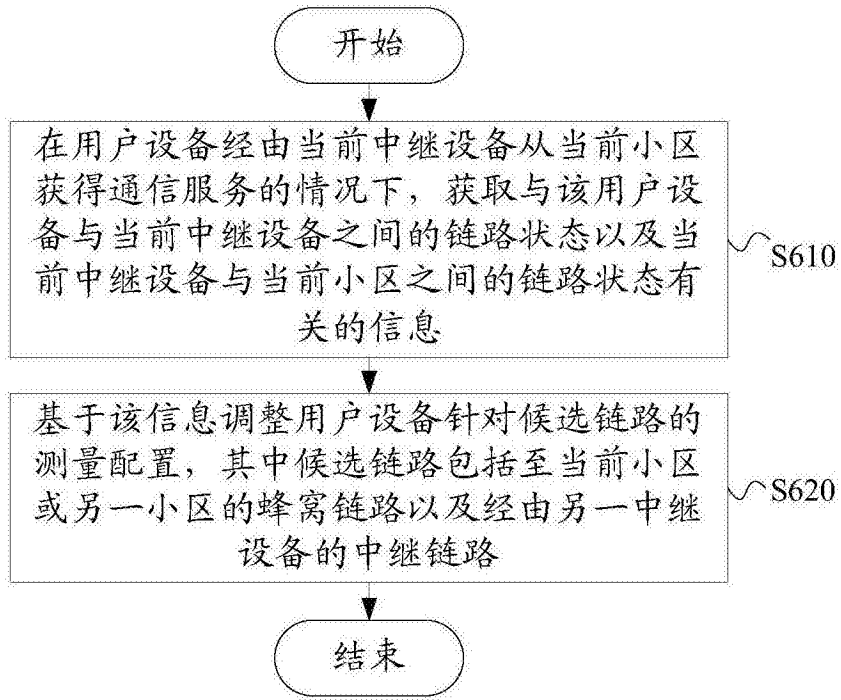 开始
在用户设备经由当前中继设备从当前小区
获得通信服务的情况下，获取与该用户设
备与当前中继设备之间的链路状态以及当
前中继设备与当前小区之间的链路状态有
关的信息
S610
基于该信息调整用户设备针对候选链路的
测量配置，其中候选链路包括至当前小区
或另一小区的蜂窝链路以及经由另一中继
设备的中继链路
S620
结束